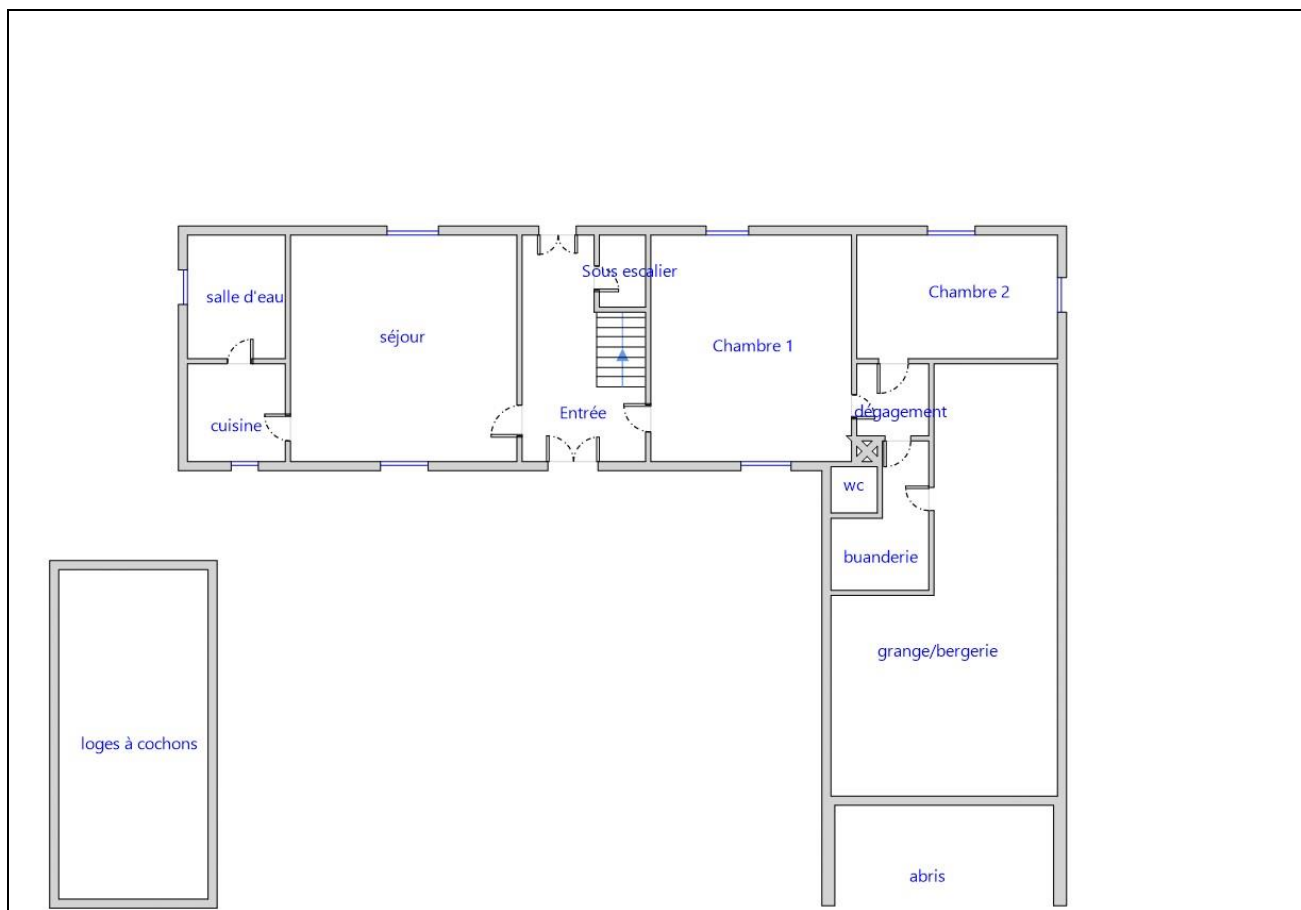 Sous escalier
salle d'eau
Chambre 2
séjour
Chambre 1
Entrée
dégagement
cuisine
wc
buanderie
grange/bergerie
loges à cochons
abris